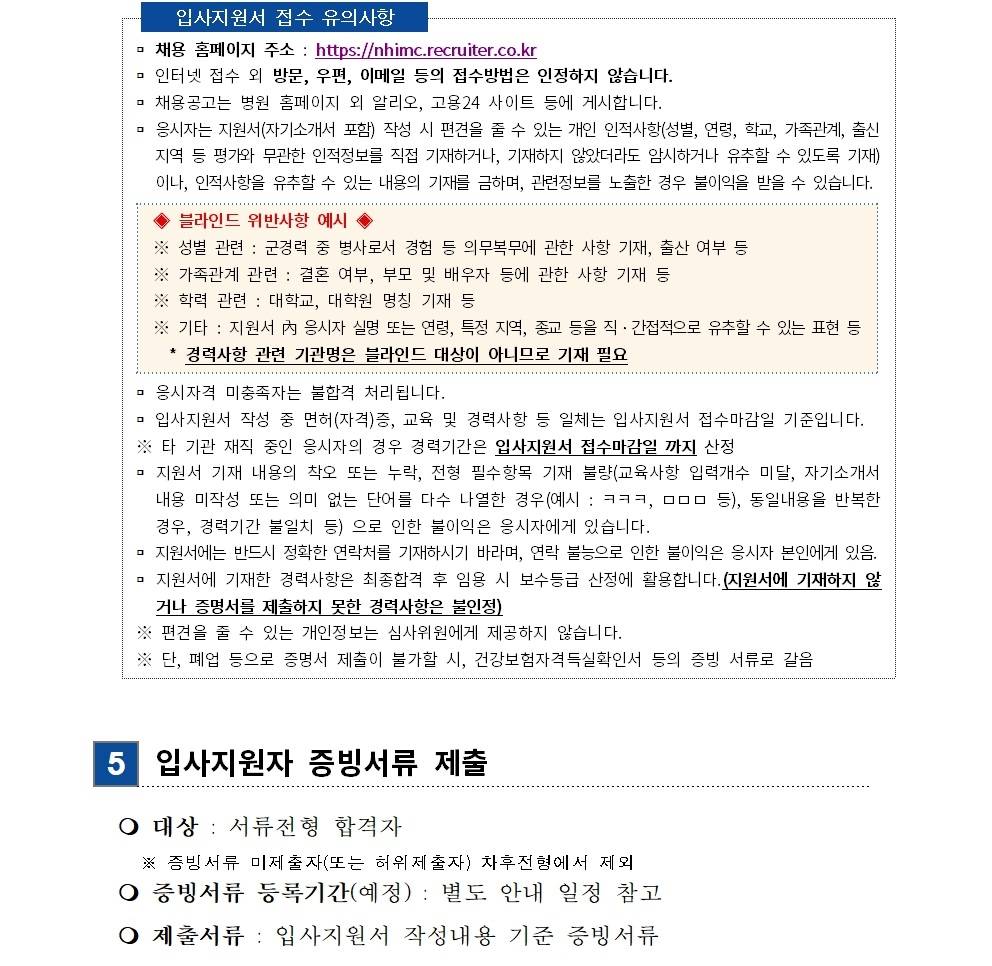 입사지원서 접수 유의사항
▫ 채용 홈페이지 주소 : https://nhimc.recruiter.co.kr
▫ 인터넷 접수 외 방문, 우편, 이메일 등의 접수방법은 인정하지 않습니다.
▫ 채용공고는 병원 홈페이지 외 알리오, 고용24 사이트 등에 게시합니다.
▫ 응시자는 지원서(자기소개서 포함) 작성 시 편견을 줄 수 있는 개인 인적사항(성별, 연령, 학교, 가족관계, 출신
지역 등 평가와 무관한 인적정보를 직접 기재하거나, 기재하지 않았더라도 암시하거나 유추할 수 있도록 기재)
이나, 인적사항을 유추할 수 있는 내용의 기재를 금하며, 관련정보를 노출한 경우 불이익을 받을 수 있습니다.
◈ 블라인드 위반사항 예시 ◈
※ 성별 관련 : 군경력 중 병사로서 경험 등 의무복무에 관한 사항 기재, 출산 여부 등
※ 가족관계 관련 : 결혼 여부, 부모 및 배우자 등에 관한 사항 기재 등
※ 학력 관련 : 대학교, 대학원 명칭 기재 등
※ 기타 : 지원서 內 응시자 실명 또는 연령, 특정 지역, 종교 등을 직·간접적으로 유추할 수 있는 표현 등
* 경력사항 관련 기관명은 블라인드 대상이 아니므로 기재 필요
▫ 응시자격 미충족자는 불합격 처리됩니다.
▫ 입사지원서 작성 중 면허(자격)증, 교육 및 경력사항 등 일체는 입사지원서 접수마감일 기준입니다.
※ 타 기관 재직 중인 응시자의 경우 경력기간은 입사지원서 접수마감일 까지 산정
▫ 지원서 기재 내용의 착오 또는 누락, 전형 필수항목 기재 불량(교육사항 입력개수 미달, 자기소개서
내용 미작성 또는 의미 없는 단어를 다수 나열한 경우(예시 : ㅋㅋㅋ, ㅁㅁㅁ 등), 동일내용을 반복한
경우, 경력기간 불일치 등) 으로 인한 불이익은 응시자에게 있습니다.
▫ 지원서에는 반드시 정확한 연락처를 기재하시기 바라며, 연락 불능으로 인한 불이익은 응시자 본인에게 있음.
▫ 지원서에 기재한 경력사항은 최종합격 후 임용 시 보수등급 산정에 활용합니다.(지원서에 기재하지 않
거나 증명서를 제출하지 못한 경력사항은 불인정)
※ 편견을 줄 수 있는 개인정보는 심사위원에게 제공하지 않습니다.
※ 단, 폐업 등으로 증명서 제출이 불가할 시, 건강보험자격득실확인서 등의 증빙 서류로 갈음
5 입사지원자 증빙서류 제출
❍ 대상 : 서류전형 합격자
※ 증빙서류 미제출자(또는 허위제출자) 차후전형에서 제외
❍ 증빙서류 등록기간(예정) : 별도 안내 일정 참고
❍ 제출서류 : 입사지원서 작성내용 기준 증빙서류